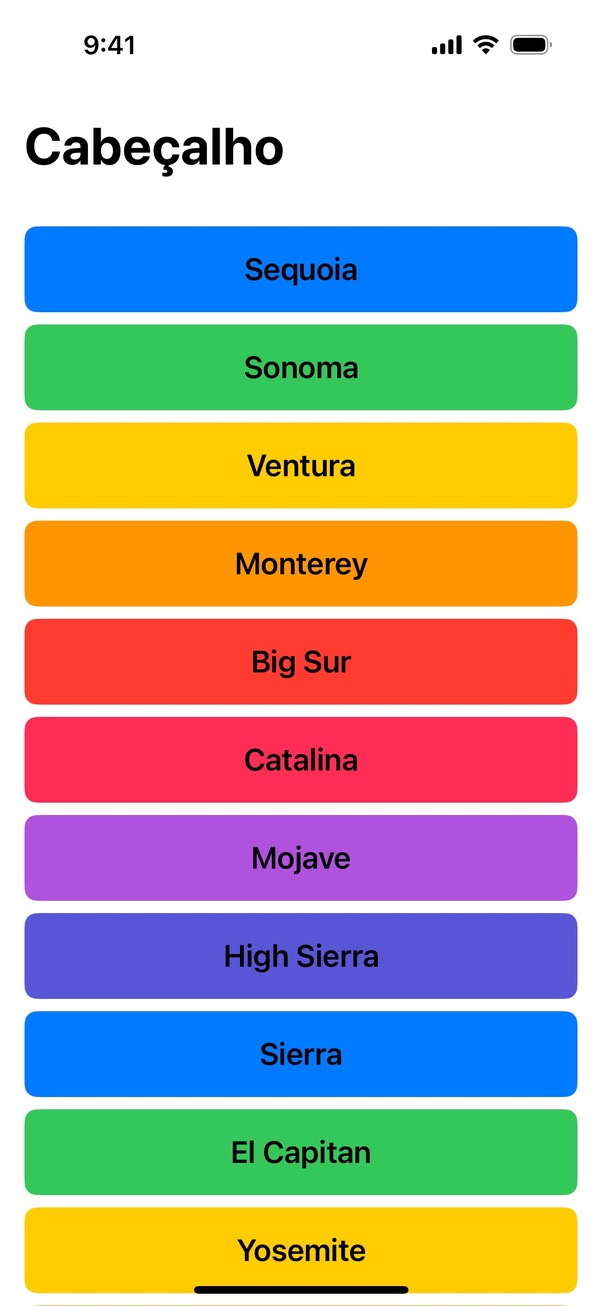 9:41
Cabeçalho
Sequoia
Sonoma
Ventura
Monterey
Big Sur
Catalina
Mojave
High Sierra
Sierra
El Capitan
Yosemite